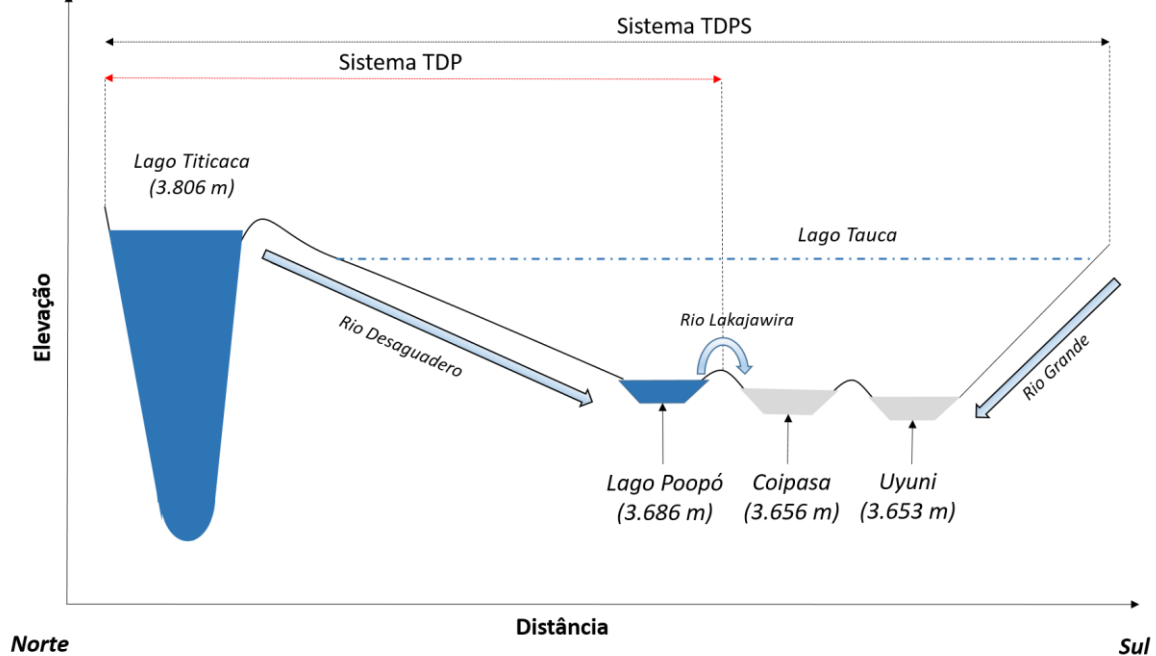 Sistema TDPS
Sistema TDP
Lago Titicaca
(3.806 m)
Lago Tauca
Rio Lakajawira
Rio Desaguadero
Rio Grande
Elevação
Lago Poopó
(3.686 m)
Coipasa
(3.656 m)
Uyuni
(3.653 m)
Distância
Norte
Sul